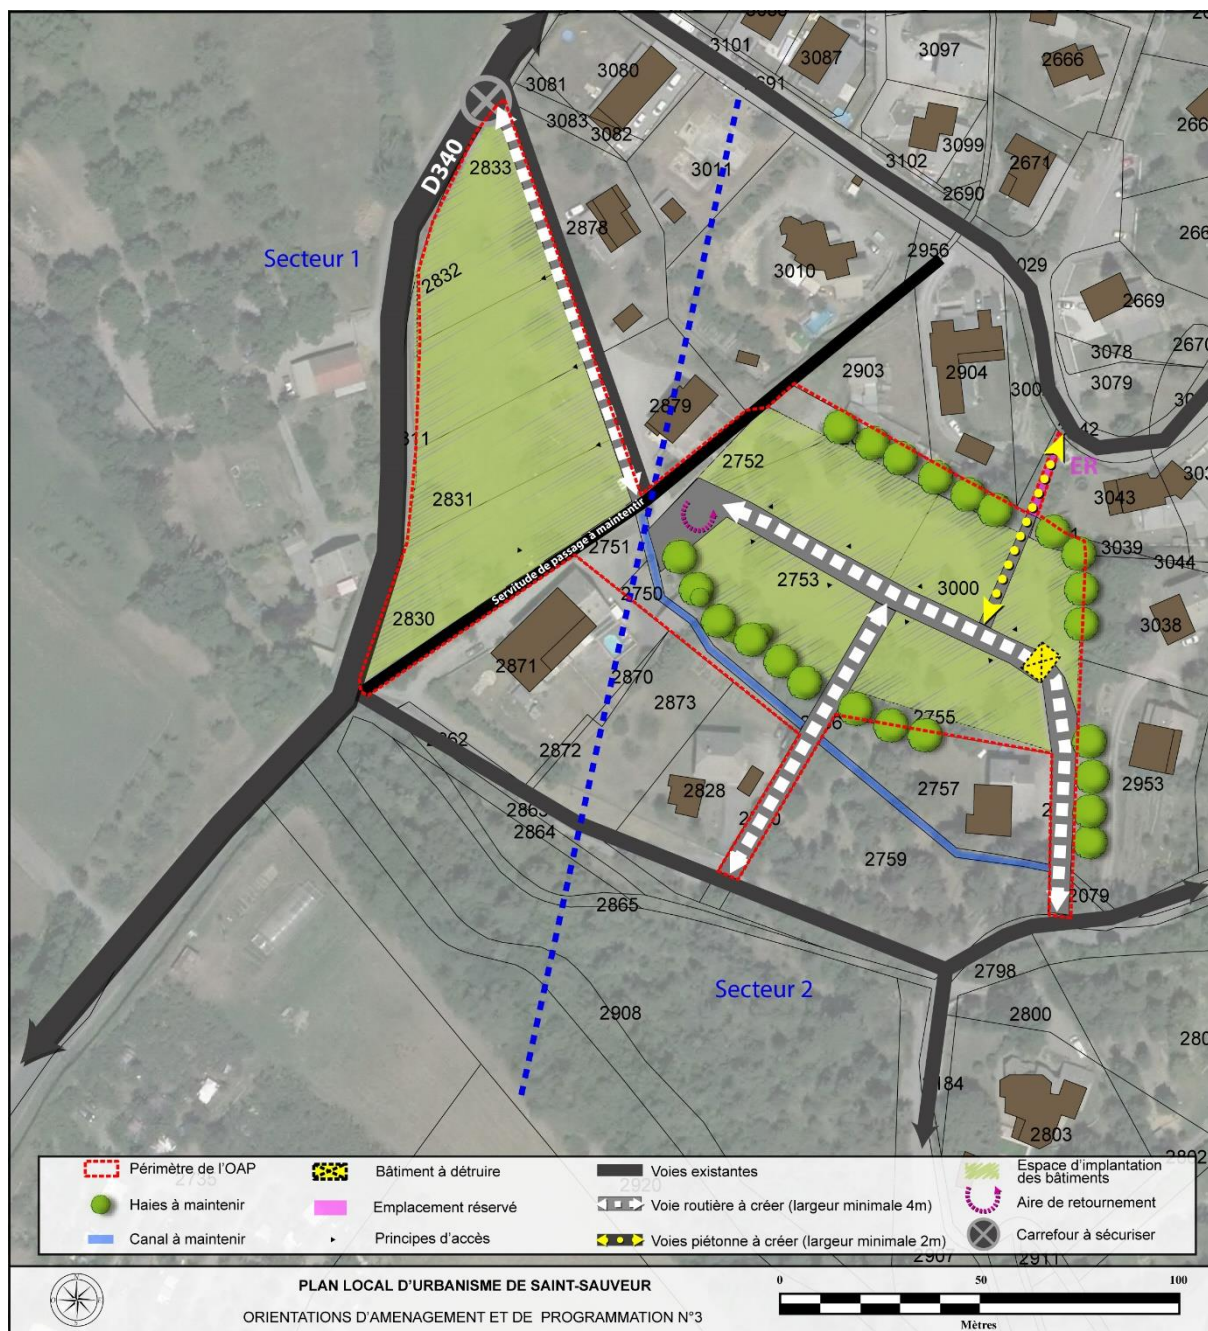 3101
3087
3097
2666
3081
3080
3083
3082
3099
3102
2671
2833
3011
2690
D340
2878
2956
Secteur 1
3010
2832
2669
3078
3079
2903
2904
2879
ER
2752
2831
3043
Servitude de passage à maintentir
2751
3039
3044
2753
3000
2750
2830
3038
2871
2870
2873
2755
2872
2953
2828
2757
2759
2864
2079
2865
2798
Secteur 2
2908
2800
2803
Périmètre de l'OAP
Bâtiment à détruire
Voies existantes
Espace d'implantation
des bâtiments
2735
2920
Haies à maintenir
Emplacement réservé
Voie routière à créer (largeur minimale 4m)
Aire de retournement
Canal à maintenir
Principes d'accès
Voies piétonne à créer (largeur minimale 2m)
Carrefour à sécuriser
2907
2911
PLAN LOCAL D'URBANISME DE SAINT-SAUVEUR
ORIENTATIONS D'AMENAGEMENT ET DE PROGRAMMATION N°3
0 50 100
Mètres